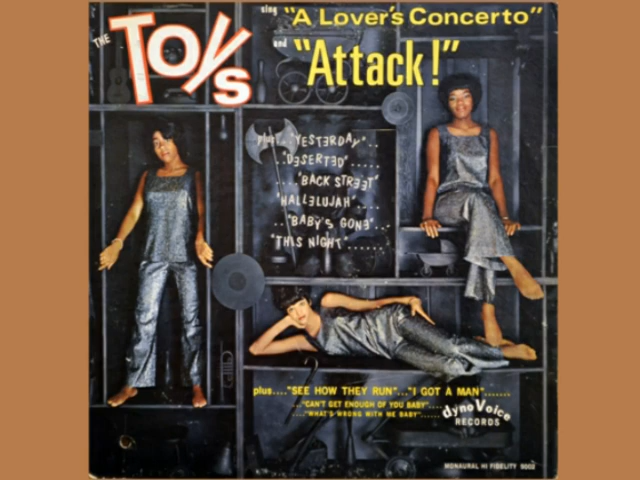 THE TOYS
sing "A Lover's Concerto"
and "Attack!"
plus..."YESTERDAY"..
.."DESERTED".....
...."BACK STREET"
"HALLELUJAH"....
.."BABY'S GONE"...
"THIS NIGHT"......
plus...."SEE HOW THEY RUN"..."I GOT A MAN".......
..."CAN'T GET ENOUGH OF YOU BABY".....
...."WHAT'S WRONG WITH ME BABY"......
dynoVoice
RECORDS
MONAURAL HI FIDELITY 9002